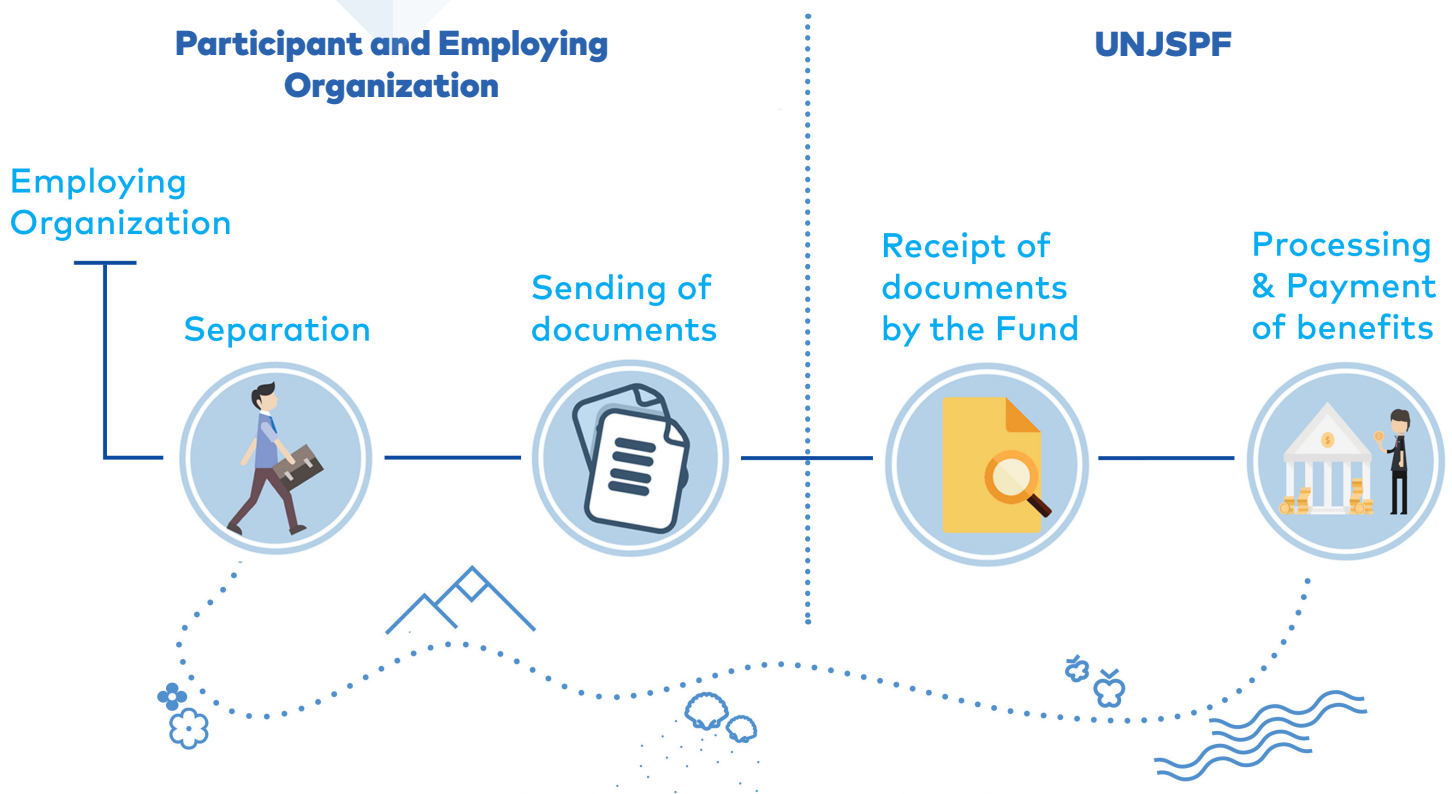 Participant and Employing
Organization
UNJSPF
Employing
Organization
Separation
Sending of
documents
Receipt of
documents
by the Fund
Processing
& Payment
of benefits
$